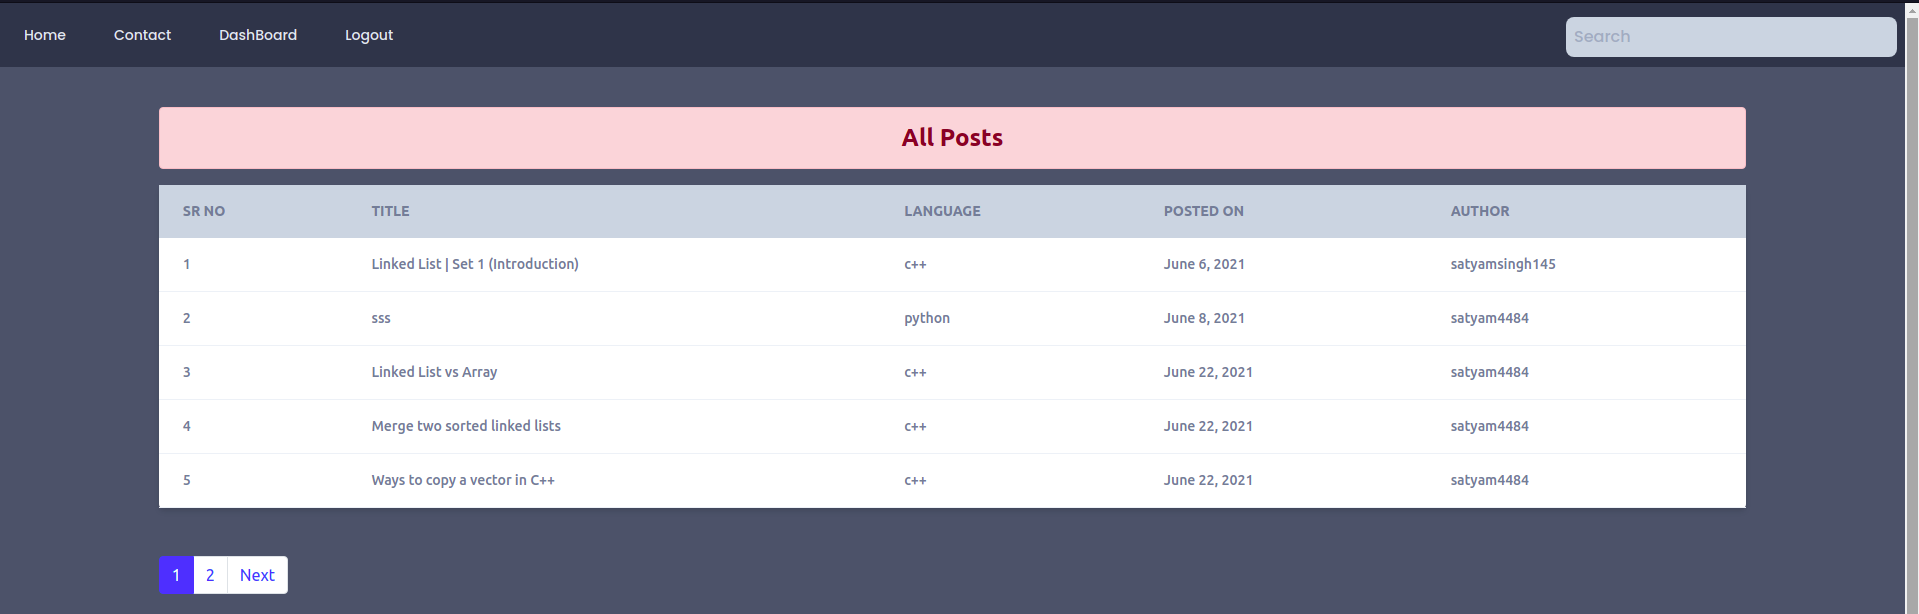 Home Contact DashBoard Logout Search
All Posts
SR NO TITLE LANGUAGE POSTED ON AUTHOR
1 Linked List | Set 1 (Introduction) c++ June 6, 2021 satyamsingh145
2 sss python June 8, 2021 satyam4484
3 Linked List vs Array c++ June 22, 2021 satyam4484
4 Merge two sorted linked lists c++ June 22, 2021 satyam4484
5 Ways to copy a vector in C++ c++ June 22, 2021 satyam4484
1 2 Next